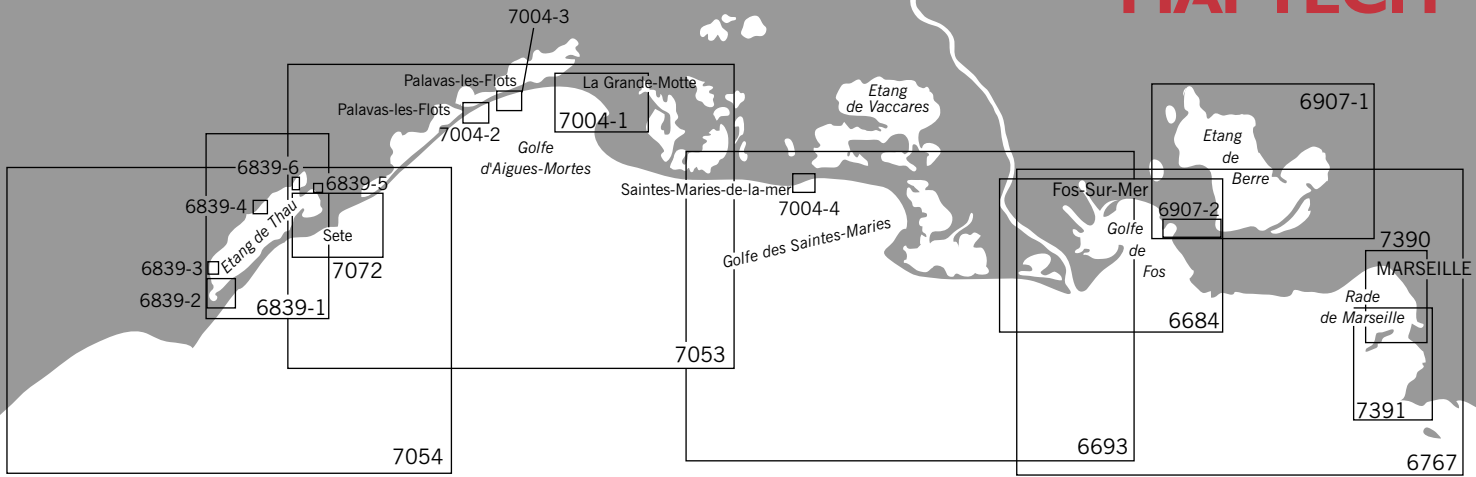 7004-3
Palavas-les-Flots
La Grande-Motte
Palavas-les-Flots
7004-2
7004-1
Golfe
d'Aigues-Mortes
Etang
de Vaccares
6907-1
Etang
de
Berre
6839-6
6839-5
6839-4
Etang de Thau
Sete
7072
6839-3
6839-2
6839-1
Saintes-Maries-de-la-mer
7004-4
Golfe des Saintes-Maries
Fos-Sur-Mer
6907-2
Golfe
de
Fos
7390
MARSEILLE
Rade
de Marseille
6684
7053
7391
7054
6693
6767